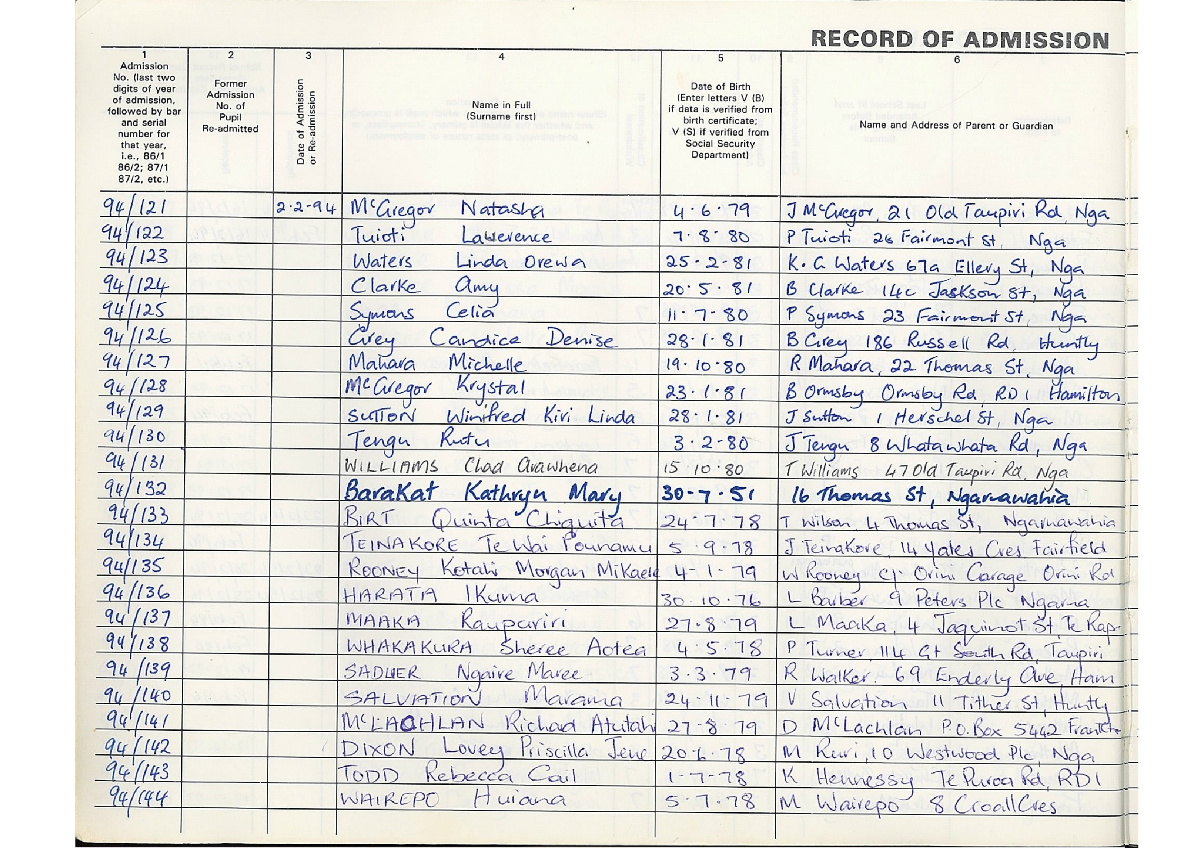 RECORD OF ADMISSION
1 2 3 4 5 6
Admission No. (last two digits of year of admission, followed by bar and serial number for that year, i.e., 86/1 86/2; 87/1 87/2, etc.)
Former Admission No. of Pupil Re-admitted
Date of Admission or Re-admission
Name in Full (Surname first)
Date of Birth (Enter letters V (B) if data is verified from birth certificate; V (S) if verified from Social Security Department)
Name and Address of Parent or Guardian
94/121 2·2·94 McGregor Natasha 4·6·79 J McGregor, 21 Old Taupiri Rd, Nga
94/122 Tuioti Lawerence 7·8·80 P Tuioti 26 Fairmont St, Nga
94/123 Waters Linda Orewa 25·2·81 K.G Waters 67a Ellery St, Nga
94/124 Clarke Amy 20·5·81 B Clarke 14c Jaskson St, Nga
94/125 Symons Celia 11·7·80 P Symons 23 Fairmont St, Nga
94/126 Grey Candice Denise 28·1·81 B Grey 186 Russell Rd, Huntly
94/127 Mahara Michelle 19·10·80 R Mahara, 22 Thomas St, Nga
94/128 McGregor Krystal 23·1·81 B Ormsby Ormsby Rd, RD1 Hamilton
94/129 SUTTON Winifred Kiri Linda 28·1·81 J Sutton 1 Herschel St, Nga
94/130 Tengu Rutu 3·2·80 J Tengu 8 Whatawhata Rd, Nga
94/131 WILLIAMS Chad Arawhena 15·10·80 T Williams 47 Old Taupiri Rd, Nga
94/132 Barakat Kathryn Mary 30·7·51 16 Thomas St, Ngaruawahia
94/133 BIRT Quinta Chiquita 24·7·78 T Wilson, 4 Thomas St, Ngaruawahia
94/134 TEINAKORE Te Wai Pounamu 5·9·78 J Teinakore 14 Yales Cres Fairfield
94/135 ROONEY Kotahi Morgan Mikaele 4-1-79 W Rooney c/- Orini Garage Orini Rd
94/136 HARATA Ikuma 30·10·76 L Barber 9 Peters Plc Ngarua
94/137 MAAKA Raupariri 27·8·79 L Maaka, 4 Jaquimot St, Te Rap
94/138 WHAKAKURA Sheree Aotea 4·5·78 P Turner, 114 Gt South Rd, Taupiri
94/139 SADLIER Ngaire Maree 3·3·79 R Walker 69 Enderly Ave, Ham
94/140 SALVATION Marama 24·11·79 V Salvation 11 Tither St, Huntly
94/141 McLACHLAN Richad Atutahi 27·8·79 D McLachlan P.O.Box 5442 Frankto
94/142 DIXON Lovey Priscilla Jene 20·6·78 M Kuri, 10 Westwood Plc, Nga
94/143 TODD Rebecca Gail 1-7-78 K Hennessy Te Puroa Rd, RD1
94/144 WAIREPO Huiana 5·7·78 M Wairepo 8 Croall Cres